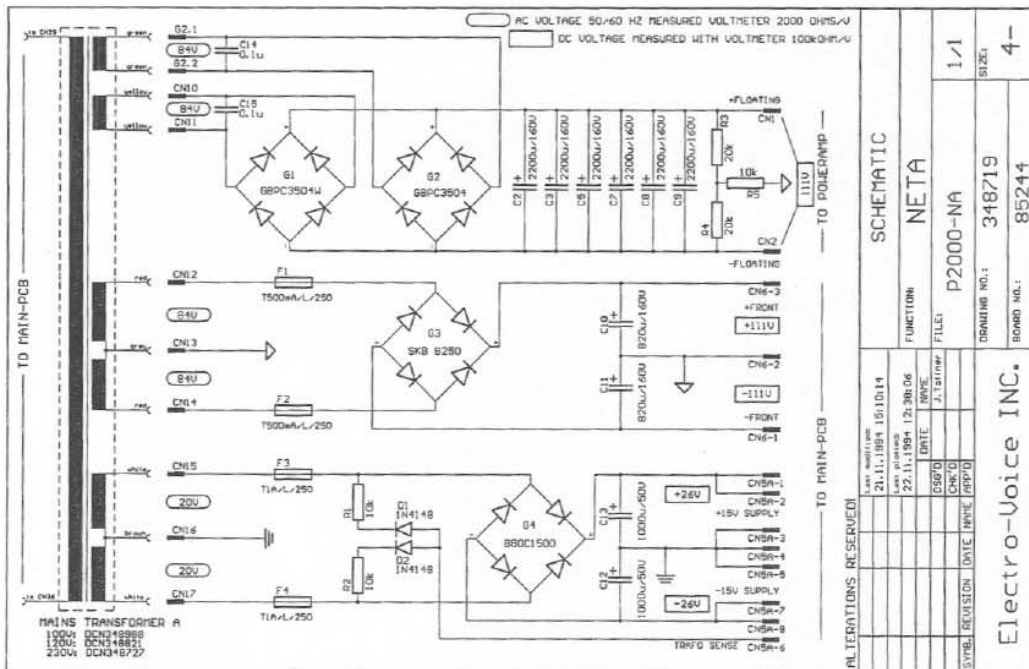 AC VOLTAGE 50/60 HZ MEASURED VOLTMETER 2000 OHMS/V
DC VOLTAGE MEASURED WITH VOLTMETER 100kOHM/V
to CN35
green
G2.1
84V
C14
0.1u
green
G2.2
yellow
CN10
84V
C15
0.1u
yellow
CN11
G1
GBPC3504W
G2
GBPC3504
C2
2200u/160V
C3
2200u/160V
C5
2200u/160V
C7
2200u/160V
C8
2200u/160V
C9
2200u/160V
R3
20k
10k
R5
R4
20k
+FLOATING
CN1
111V
CN2
-FLOATING
TO POWERAMP
TO MAIN-PCB
red
CN12
F1
T500mA/L/250
84V
grey
CN13
84V
red
CN14
F2
T500mA/L/250
G3
SKB B250
C10
820u/160V
C11
820u/160V
CN6-3
+FRONT
+111V
CN6-2
-111V
-FRONT
CN6-1
TO MAIN-PCB
white
CN15
F3
T1A/L/250
20V
brown
CN16
20V
white
CN17
F4
T1A/L/250
R1
10k
R2
10k
D1
1N4148
D2
1N4148
G4
B80C1500
C13
1000u/50V
C12
1000u/50V
+26V
CN5A-1
CN5A-2
+15V SUPPLY
CN5A-3
CN5A-4
CN5A-5
-15V SUPPLY
-26V
CN5A-7
CN5A-8
TRAFO SENSE
CN5A-6
MAINS TRANSFORMER A
100V: DCN348988
120V: DCN348821
230V: DCN348727
SCHEMATIC
FUNCTION:
NETA
FILE:
P2000-NA
1/1
DRAWING NO.:
348719
SIZE:
4-
BOARD NO.:
85244
Last modified
21.11.1994 15:10:14
Last plotted
22.11.1994 12:38:06
DATE
NAME
DSG'D
J.Tallner
CHK'D
APP'D
ALTERATIONS RESERVED!
SYMB.
REVISION
DATE
NAME
Electro-Voice INC.